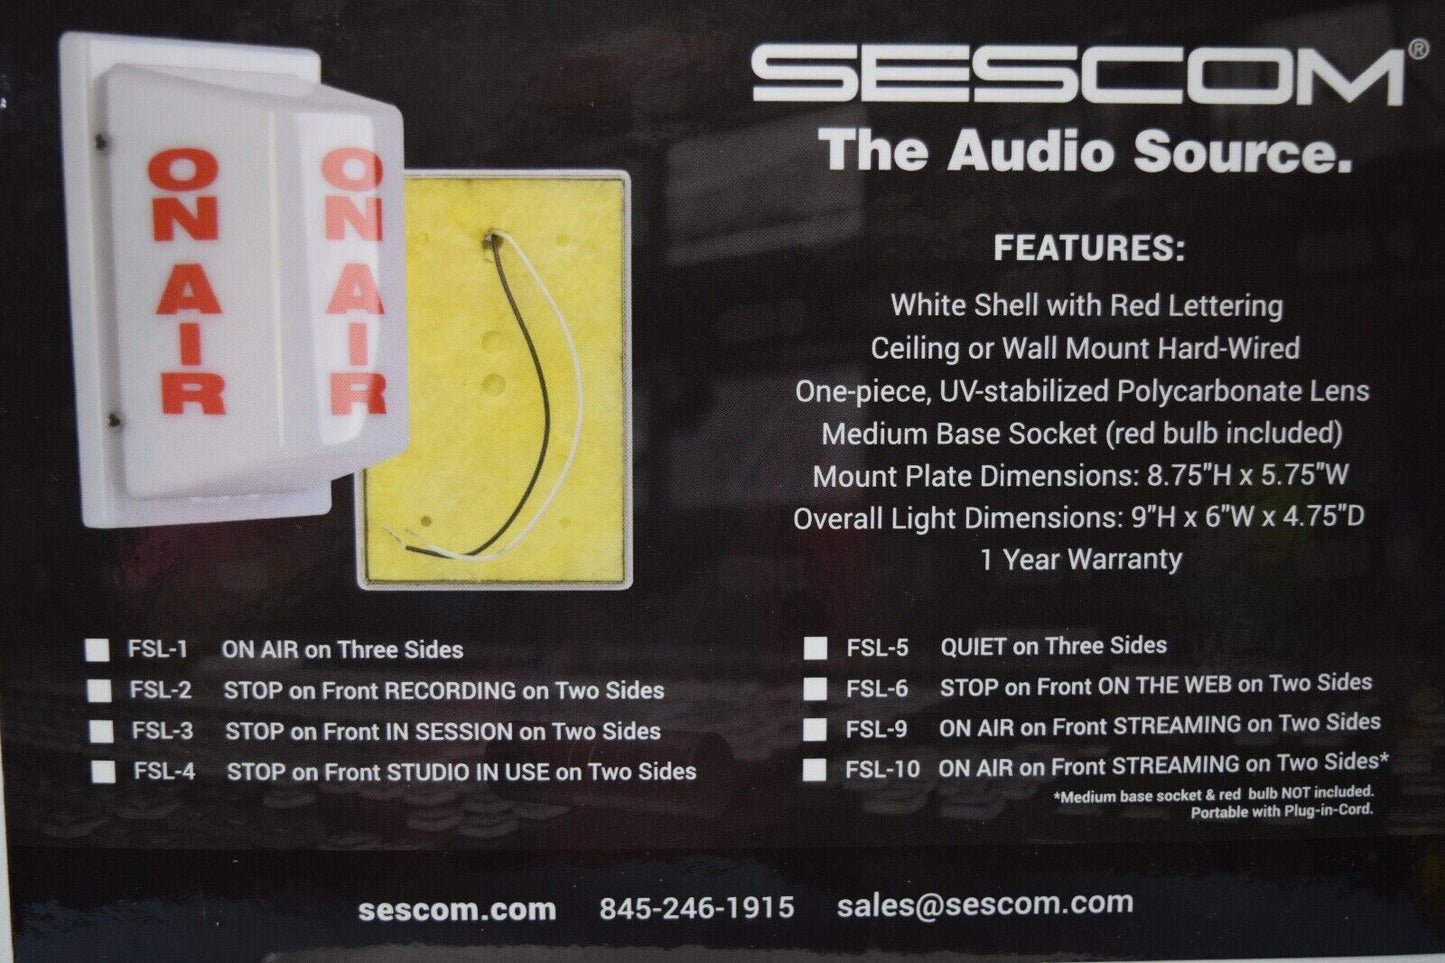 SESCOM®
The Audio Source.
ON AIR
ON AIR
FEATURES:
White Shell with Red Lettering
Ceiling or Wall Mount Hard-Wired
One-piece, UV-stabilized Polycarbonate Lens
Medium Base Socket (red bulb included)
Mount Plate Dimensions: 8.75"H x 5.75"W
Overall Light Dimensions: 9"H x 6"W x 4.75"D
1 Year Warranty
FSL-1 ON AIR on Three Sides
FSL-2 STOP on Front RECORDING on Two Sides
FSL-3 STOP on Front IN SESSION on Two Sides
FSL-4 STOP on Front STUDIO IN USE on Two Sides
FSL-5 QUIET on Three Sides
FSL-6 STOP on Front ON THE WEB on Two Sides
FSL-9 ON AIR on Front STREAMING on Two Sides
FSL-10 ON AIR on Front STREAMING on Two Sides*
*Medium base socket & red bulb NOT included.
Portable with Plug-in-Cord.
sescom.com 845-246-1915 sales@sescom.com